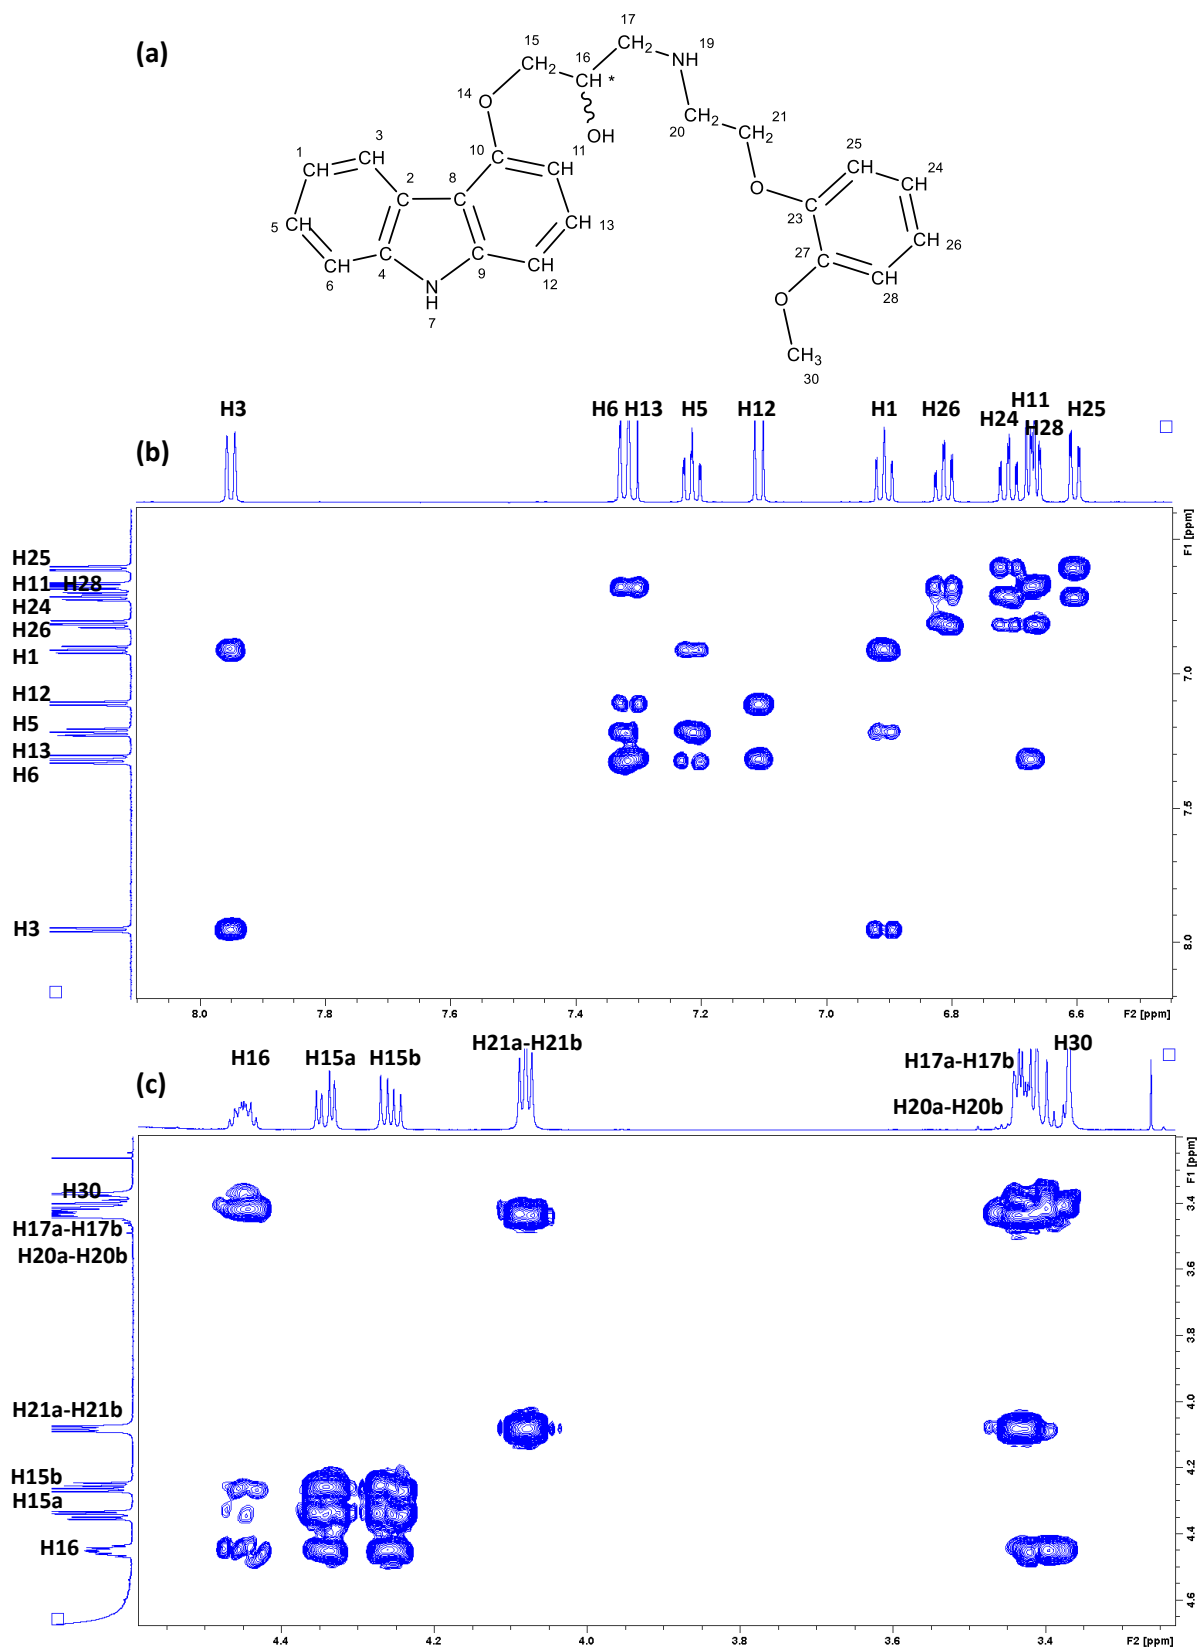 (a)
17
CH2
15
16
NH
19
CH2
CH
*
14
O
OH
CH2
21
20
CH2
3
10
11
25
1
CH
CH
CH
24
CH
2
8
O
CH
5
CH
CH
13
23
CH
4
9
27
26
CH
6
N
H
7
CH
12
O
CH
28
CH3
30
H3
H6
H13
H5
H12
H1
H26
H24
H11
H28
H25
(b)
F1 [ppm]
H25
H11
H28
H24
H26
H1
7.0
H12
H5
H13
H6
7.5
H3
8.0
8.0
7.8
7.6
7.4
7.2
7.0
6.8
6.6
F2 [ppm]
(c)
H16
H15a
H15b
H21a-H21b
H17a-H17b
H20a-H20b
H30
F1 [ppm]
H30
3.4
H17a-H17b
H20a-H20b
3.6
3.8
H21a-H21b
4.0
4.2
H15b
H15a
4.4
H16
4.6
4.4
4.2
4.0
3.8
3.6
3.4
F2 [ppm]